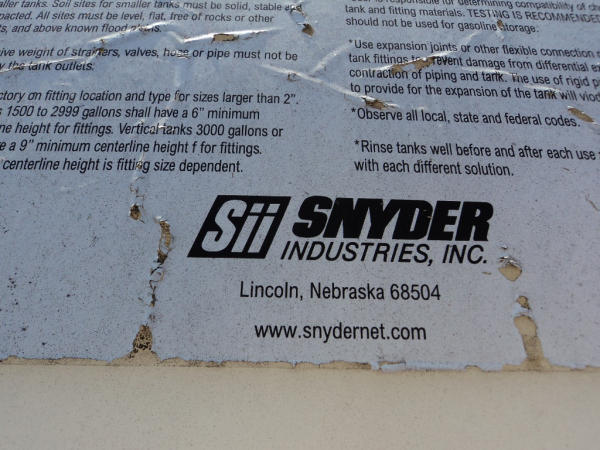 smaller tanks. Soil sites for smaller tanks must be solid, stable and
compacted. All sites must be level, flat, free of rocks or other
and above known flood
weight of strainers, valves, hose or pipe must not be
by the tank outlets.
factory on fitting location and type for sizes larger than 2".
1500 to 2999 gallons shall have a 6" minimum
height for fittings. Vertical tanks 3000 gallons or
a 9" minimum centerline height f for fittings.
centerline height is fitting size dependent.
is responsible for determining compatibility of
tank and fitting materials. TESTING IS RECOMMENDED
should not be used for gasoline storage.
*Use expansion joints or other flexible connection
tank fittings to prevent damage from differential
contraction of piping and tank. The use of rigid
to provide for the expansion of the tank will
*Observe all local, state and federal codes.
*Rinse tanks well before and after each use
with each different solution.
Sii SNYDER
INDUSTRIES, INC.
Lincoln, Nebraska 68504
www.snydernet.com